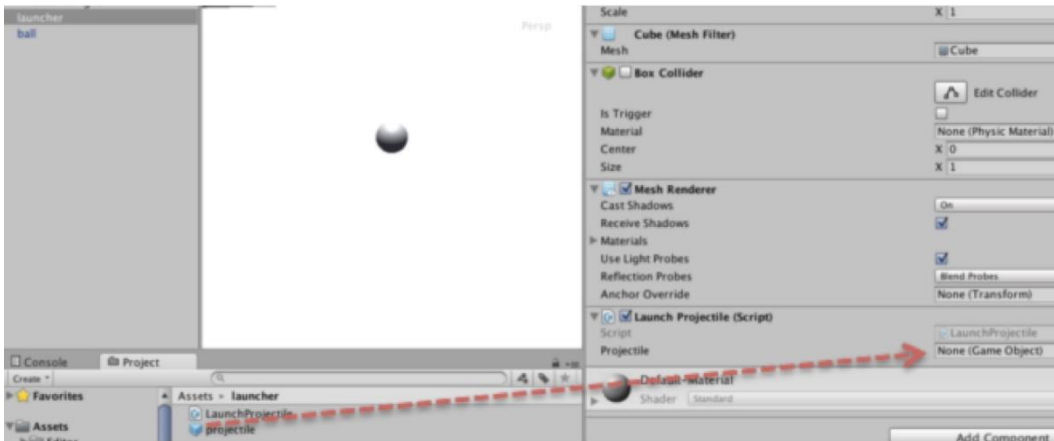 launcher
ball
Persp
Scale X 1
Cube (Mesh Filter)
Mesh Cube
Box Collider
Edit Collider
Is Trigger
Material None (Physic Material)
Center X 0
Size X 1
Mesh Renderer
Cast Shadows On
Receive Shadows
Materials
Use Light Probes
Reflection Probes Blend Probes
Anchor Override None (Transform)
Launch Projectile (Script)
Script LaunchProjectile
Projectile None (Game Object)
Default-Material
Shader Standard
Add Component
Console Project
Create
Favorites
Assets
Assets launcher
LaunchProjectile
projectile